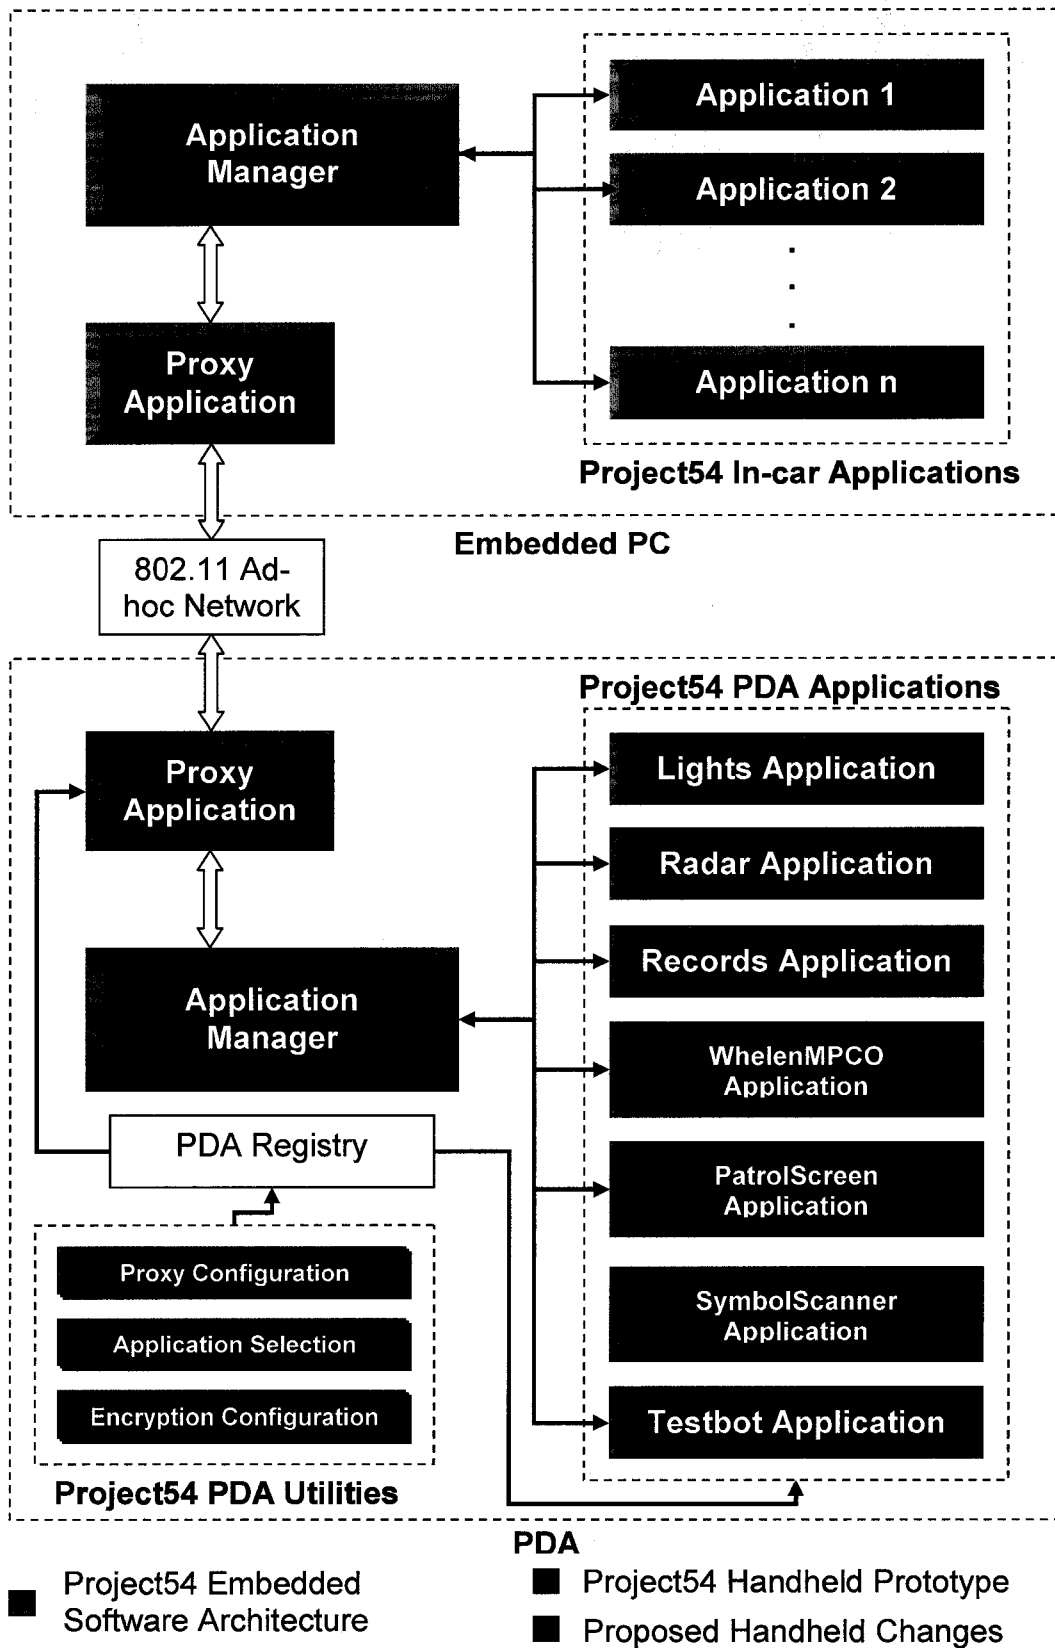 Application
Manager
Application 1
Application 2
.
.
.
Application n
Proxy
Application
Project54 In-car Applications
Embedded PC
802.11 Ad-
hoc Network
Project54 PDA Applications
Proxy
Application
Lights Application
Radar Application
Records Application
Application
Manager
WhelenMPCO
Application
PDA Registry
PatrolScreen
Application
Proxy Configuration
Application Selection
Encryption Configuration
SymbolScanner
Application
Testbot Application
Project54 PDA Utilities
PDA
Project54 Embedded
Software Architecture
Project54 Handheld Prototype
Proposed Handheld Changes